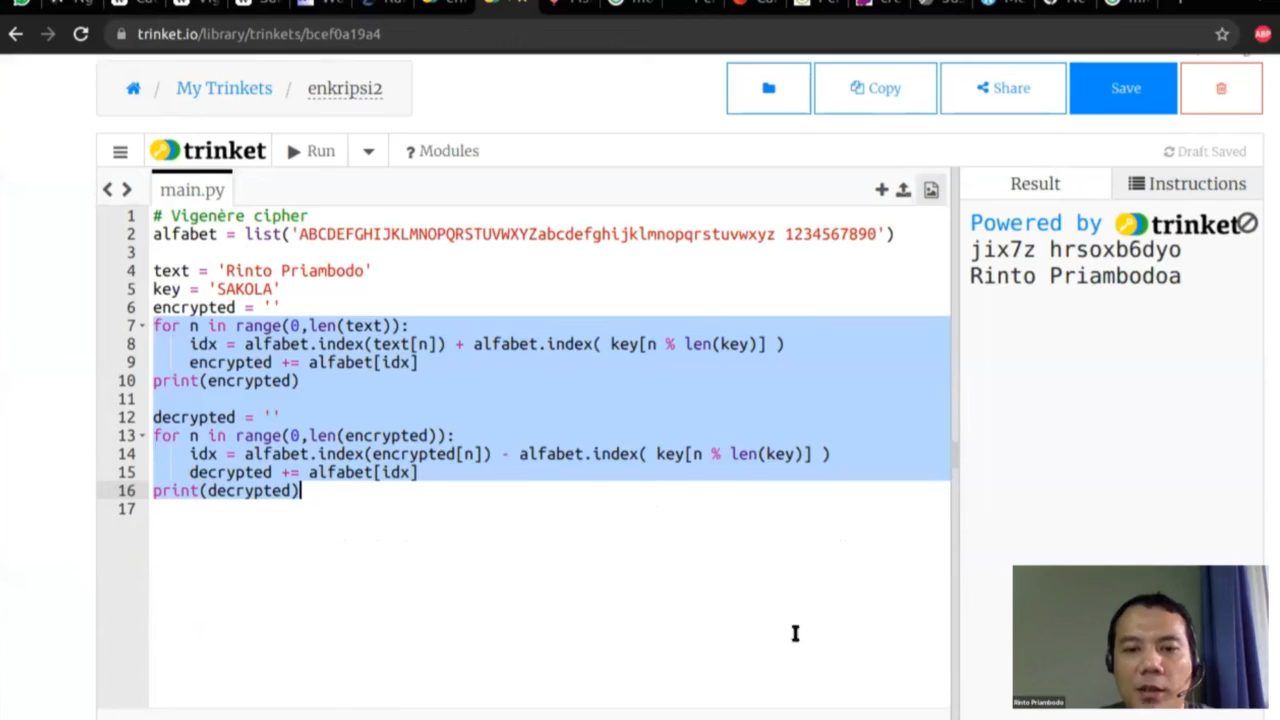 trinket.io/library/trinkets/bcef0a19a4
ABP
/ My Trinkets / enkripsi2
Copy
Share
Save
trinket
Run
? Modules
Draft Saved
main.py
Result
Instructions
1 # Vigenère cipher
2 alfabet = list('ABCDEFGHIJKLMNOPQRSTUVWXYZabcdefghijklmnopqrstuvwxyz 1234567890')
3
4 text = 'Rinto Priambodo'
5 key = 'SAKOLA'
6 encrypted = ''
7 for n in range(0,len(text)):
8 idx = alfabet.index(text[n]) + alfabet.index( key[n % len(key)] )
9 encrypted += alfabet[idx]
10 print(encrypted)
11
12 decrypted = ''
13 for n in range(0,len(encrypted)):
14 idx = alfabet.index(encrypted[n]) - alfabet.index( key[n % len(key)] )
15 decrypted += alfabet[idx]
16 print(decrypted)
17
Powered by trinket
jix7z hrsoxb6dyo
Rinto Priambodoa
Rinto Priambodo